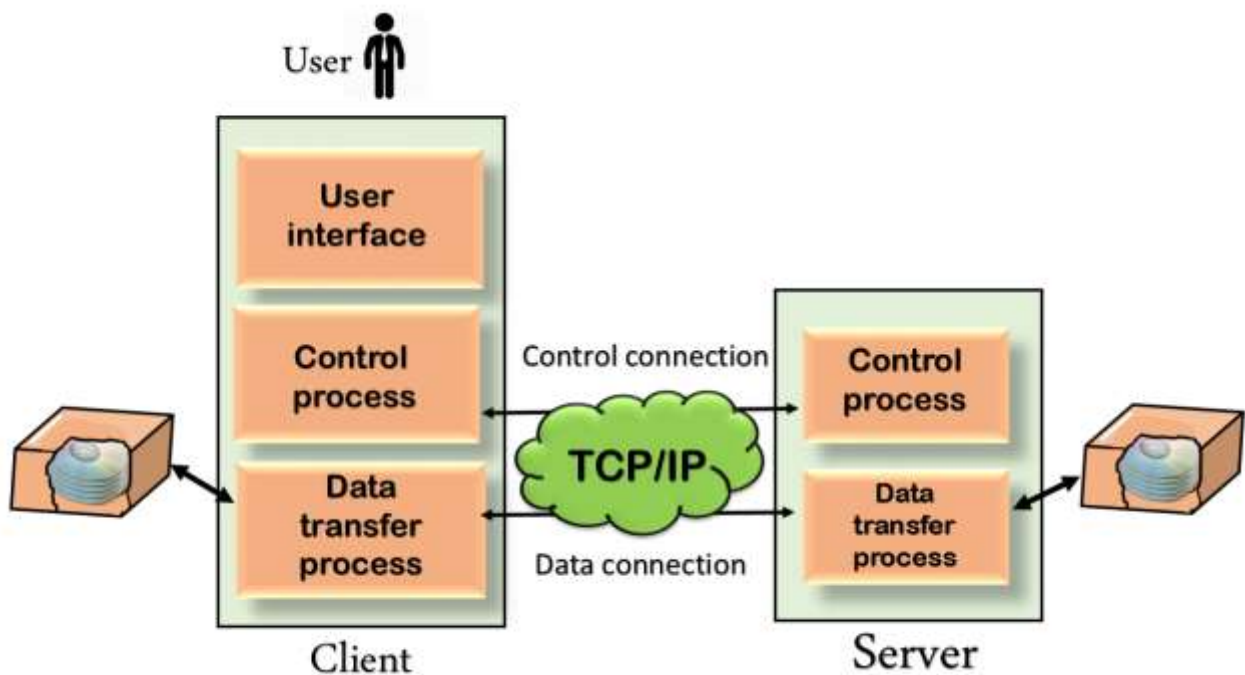 User
User
interface
Control
process
Data
transfer
process
Client
Control connection
TCP/IP
Data connection
Control
process
Data
transfer
process
Server